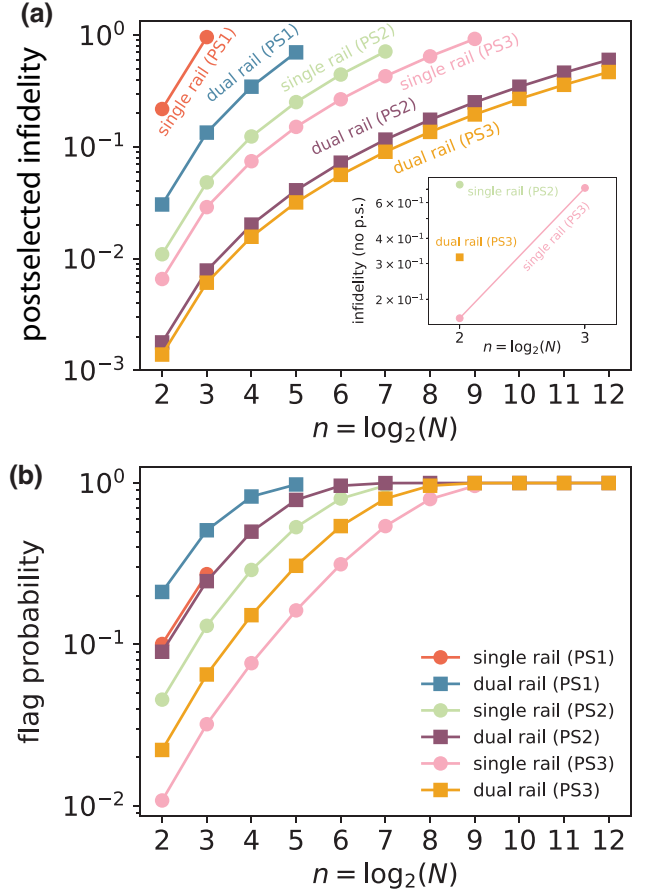 (a)
postselected infidelity
10⁰
10⁻¹
10⁻²
10⁻³
single rail (PS1)
dual rail (PS1)
single rail (PS2)
single rail (PS3)
dual rail (PS2)
dual rail (PS3)
infidelity (no p.s.)
6 × 10⁻¹
4 × 10⁻¹
3 × 10⁻¹
2 × 10⁻¹
single rail (PS2)
dual rail (PS3)
single rail (PS3)
2 3
n = log₂(N)
2 3 4 5 6 7 8 9 10 11 12
n = log₂(N)
(b)
flag probability
10⁰
10⁻¹
10⁻²
single rail (PS1)
dual rail (PS1)
single rail (PS2)
dual rail (PS2)
single rail (PS3)
dual rail (PS3)
2 3 4 5 6 7 8 9 10 11 12
n = log₂(N)